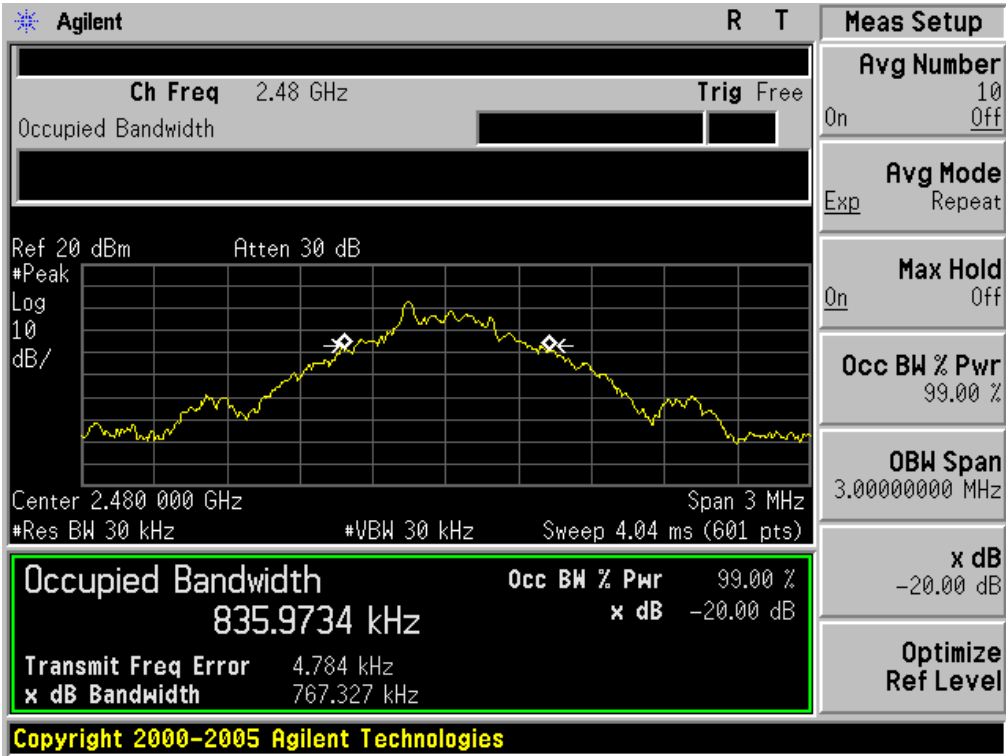 Agilent R T
Ch Freq 2.48 GHz Trig Free
Occupied Bandwidth
Ref 20 dBm Atten 30 dB
#Peak
Log
10
dB/
Center 2.480 000 GHz Span 3 MHz
#Res BW 30 kHz #VBW 30 kHz Sweep 4.04 ms (601 pts)
Occupied Bandwidth Occ BW % Pwr 99.00 %
835.9734 kHz x dB -20.00 dB
Transmit Freq Error 4.784 kHz
x dB Bandwidth 767.327 kHz
Copyright 2000-2005 Agilent Technologies
Meas Setup
Avg Number
10
On Off
Avg Mode
Exp Repeat
Max Hold
On Off
Occ BW % Pwr
99.00 %
OBW Span
3.00000000 MHz
x dB
-20.00 dB
Optimize
Ref Level